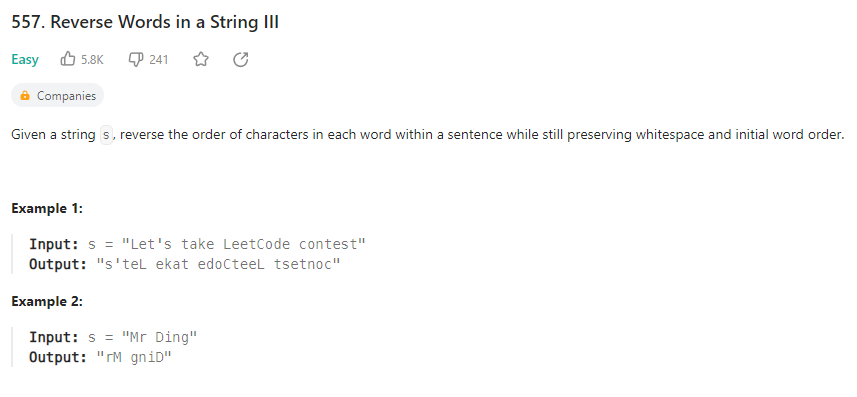 557. Reverse Words in a String III
Easy 5.8K 241
Companies
Given a string s, reverse the order of characters in each word within a sentence while still preserving whitespace and initial word order.
Example 1:
Input: s = "Let's take LeetCode contest"
Output: "s'teL ekat edoCteeL tsetnoc"
Example 2:
Input: s = "Mr Ding"
Output: "rM gniD"